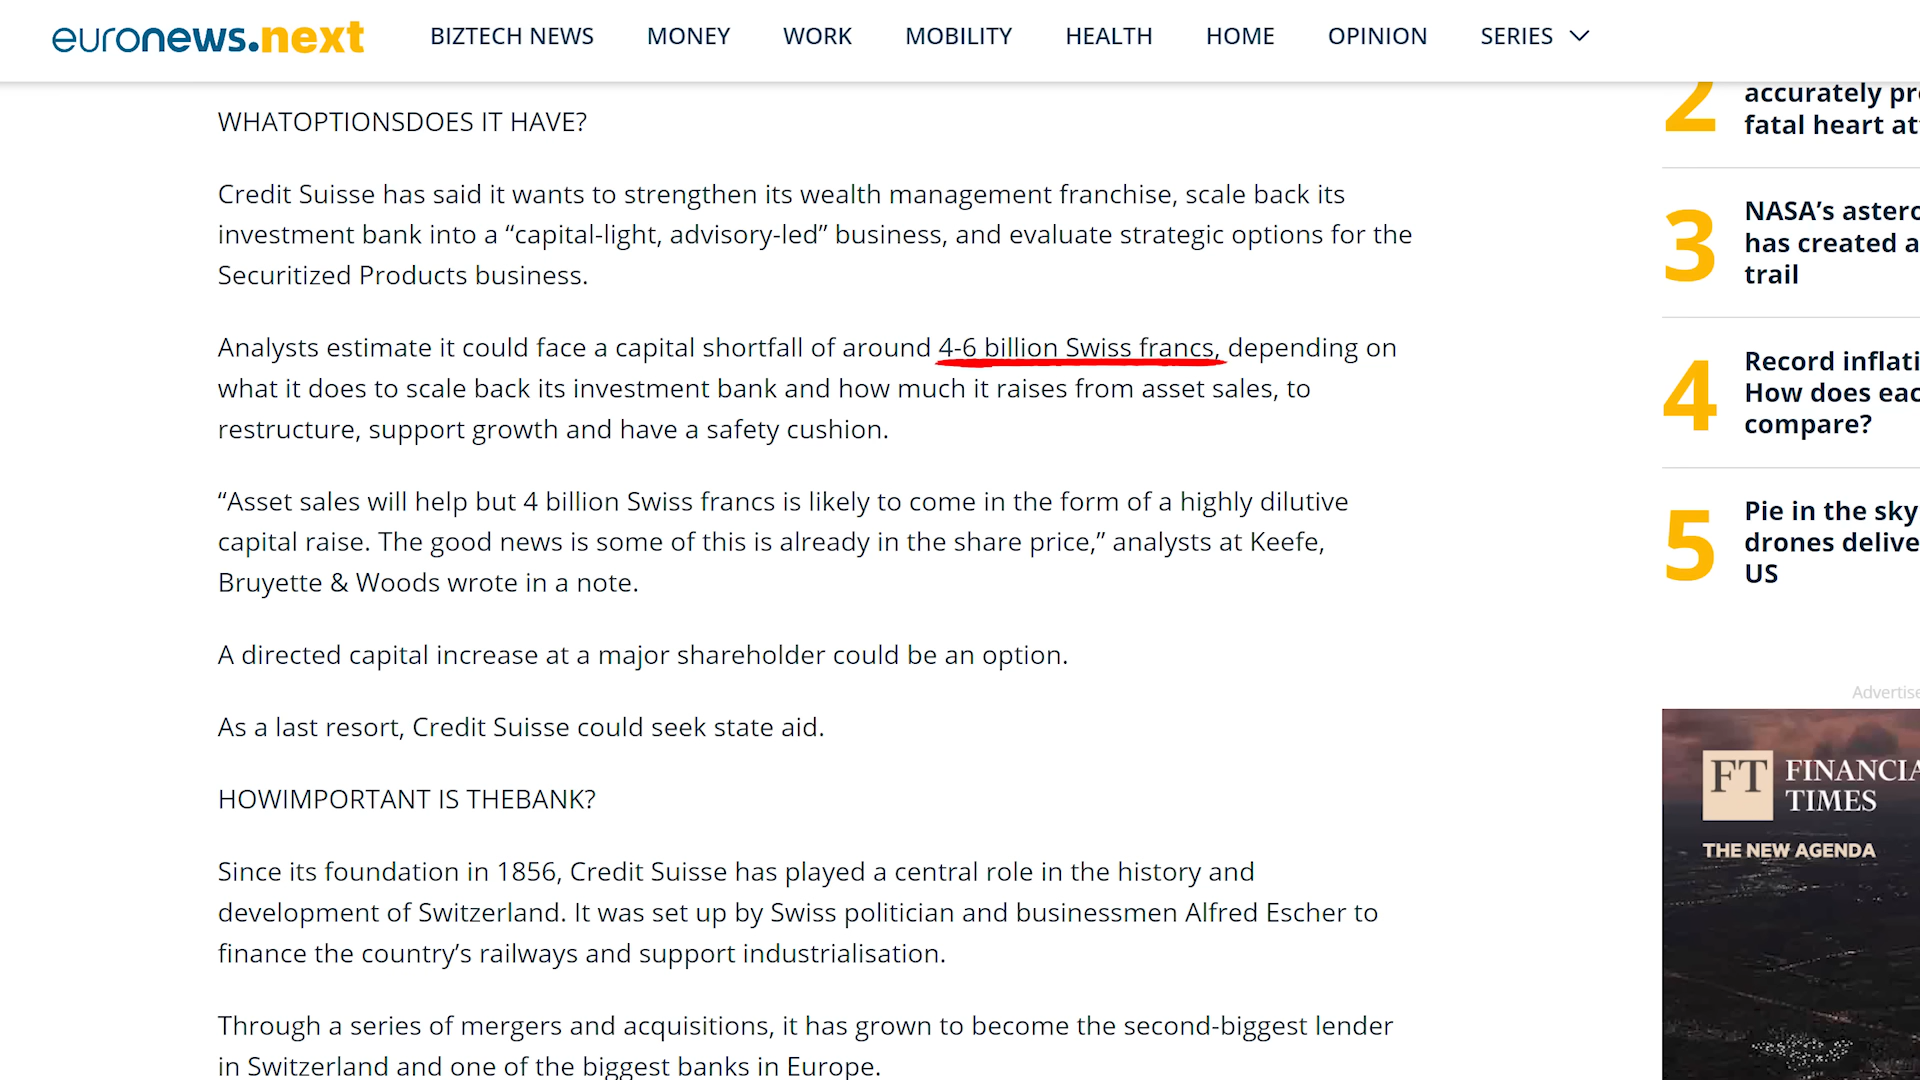 euronews.next
BIZTECH NEWS
MONEY
WORK
MOBILITY
HEALTH
HOME
OPINION
SERIES
WHATOPTIONSDOES IT HAVE?
Credit Suisse has said it wants to strengthen its wealth management franchise, scale back its
investment bank into a “capital-light, advisory-led” business, and evaluate strategic options for the
Securitized Products business.
Analysts estimate it could face a capital shortfall of around 4-6 billion Swiss francs, depending on
what it does to scale back its investment bank and how much it raises from asset sales, to
restructure, support growth and have a safety cushion.
“Asset sales will help but 4 billion Swiss francs is likely to come in the form of a highly dilutive
capital raise. The good news is some of this is already in the share price,” analysts at Keefe,
Bruyette & Woods wrote in a note.
A directed capital increase at a major shareholder could be an option.
As a last resort, Credit Suisse could seek state aid.
HOWIMPORTANT IS THEBANK?
Since its foundation in 1856, Credit Suisse has played a central role in the history and
development of Switzerland. It was set up by Swiss politician and businessmen Alfred Escher to
finance the country’s railways and support industrialisation.
Through a series of mergers and acquisitions, it has grown to become the second-biggest lender
in Switzerland and one of the biggest banks in Europe.
2
accurately pr
fatal heart at
3
NASA’s astero
has created a
trail
4
Record inflati
How does eac
compare?
5
Pie in the sky
drones delive
US
Advertise
FT
FINANCIA
TIMES
THE NEW AGENDA